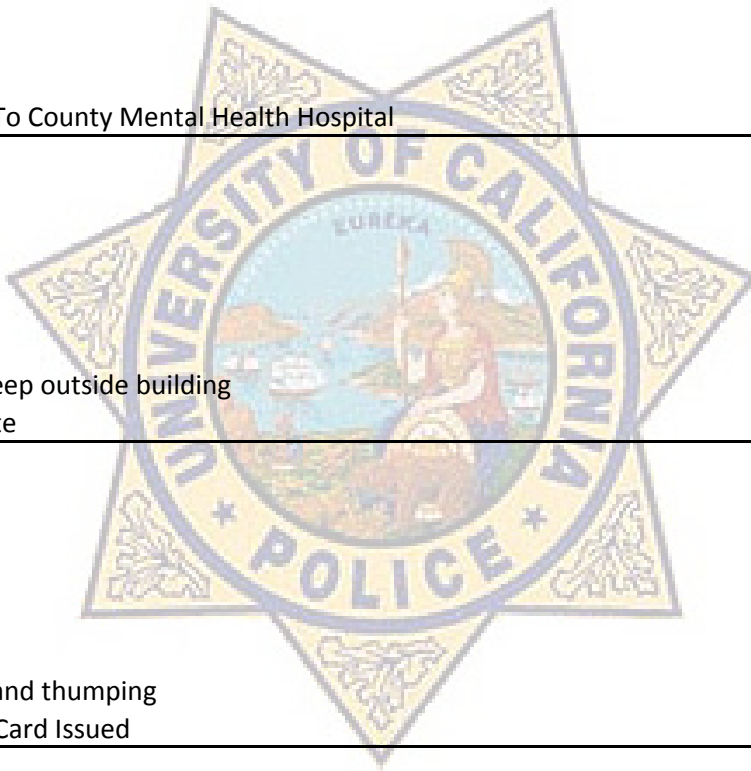 To County Mental Health Hospital
UNIVERSITY OF CALIFORNIA
EUREKA
eep outside building
te
POLICE
and thumping
Card Issued